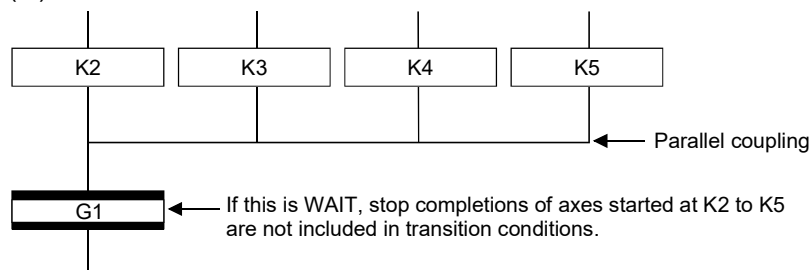 K2 K3 K4 K5
Parallel coupling
G1
If this is WAIT, stop completions of axes started at K2 to K5
are not included in transition conditions.